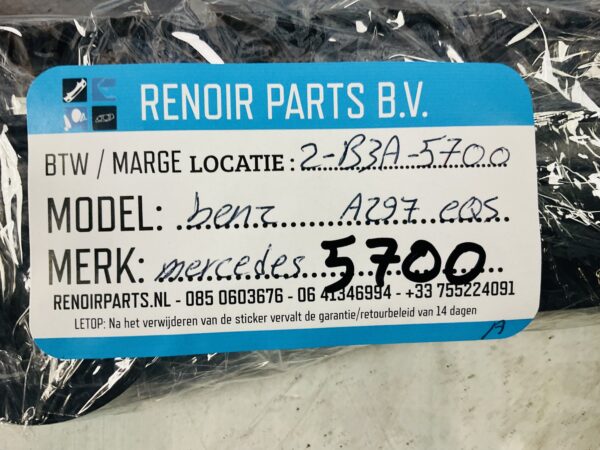 RENOIR PARTS B.V.
BTW / MARGE LOCATIE: 2-B3A-5700
MODEL: benz A297 eqs
MERK: mercedes 5700
RENOIRPARTS.NL - 085 0603676 - 06 41346994 - +33 755224091
LETOP: Na het verwijderen van de sticker vervalt de garantie/retourbeleid van 14 dagen
A